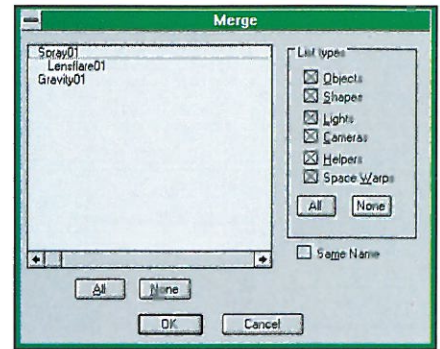 Merge
Spray01
Lensflare01
Gravity01
All
None
OK
Cancel
List types
Objects
Shapes
Lights
Cameras
Helpers
Space Warps
All
None
Same Name